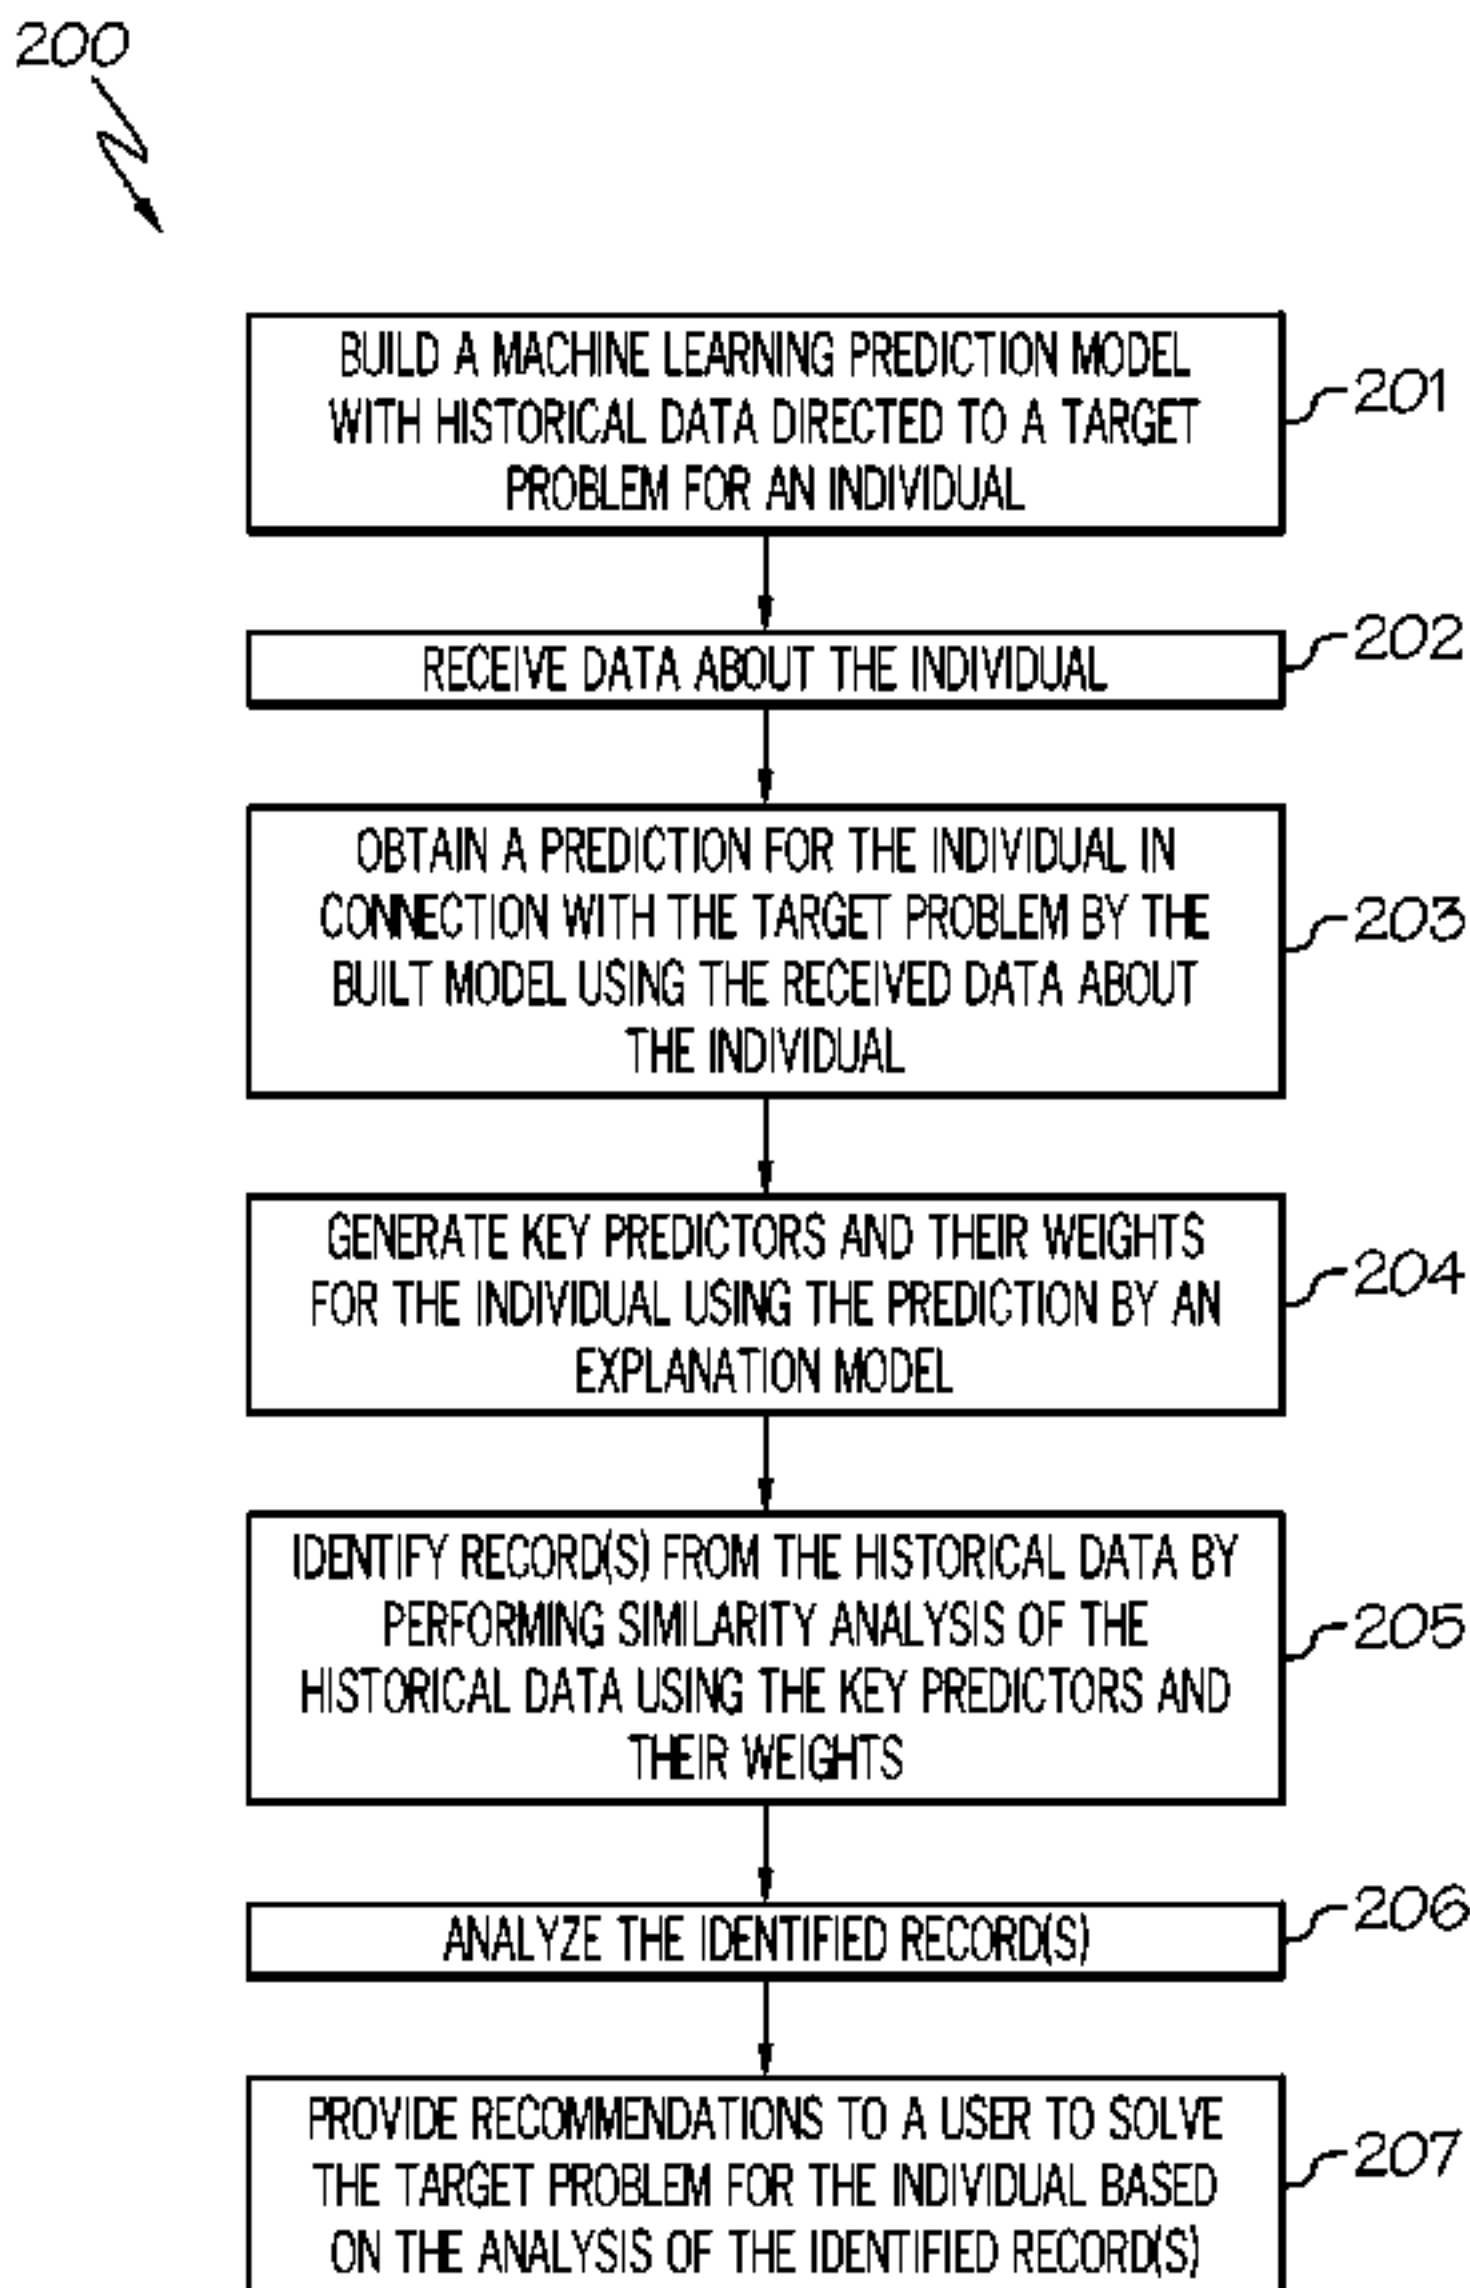 200
BUILD A MACHINE LEARNING PREDICTION MODEL
WITH HISTORICAL DATA DIRECTED TO A TARGET
PROBLEM FOR AN INDIVIDUAL
201
RECEIVE DATA ABOUT THE INDIVIDUAL
202
OBTAIN A PREDICTION FOR THE INDIVIDUAL IN
CONNECTION WITH THE TARGET PROBLEM BY THE
BUILT MODEL USING THE RECEIVED DATA ABOUT
THE INDIVIDUAL
203
GENERATE KEY PREDICTORS AND THEIR WEIGHTS
FOR THE INDIVIDUAL USING THE PREDICTION BY AN
EXPLANATION MODEL
204
IDENTIFY RECORD(S) FROM THE HISTORICAL DATA BY
PERFORMING SIMILARITY ANALYSIS OF THE
HISTORICAL DATA USING THE KEY PREDICTORS AND
THEIR WEIGHTS
205
ANALYZE THE IDENTIFIED RECORD(S)
206
PROVIDE RECOMMENDATIONS TO A USER TO SOLVE
THE TARGET PROBLEM FOR THE INDIVIDUAL BASED
ON THE ANALYSIS OF THE IDENTIFIED RECORD(S)
207